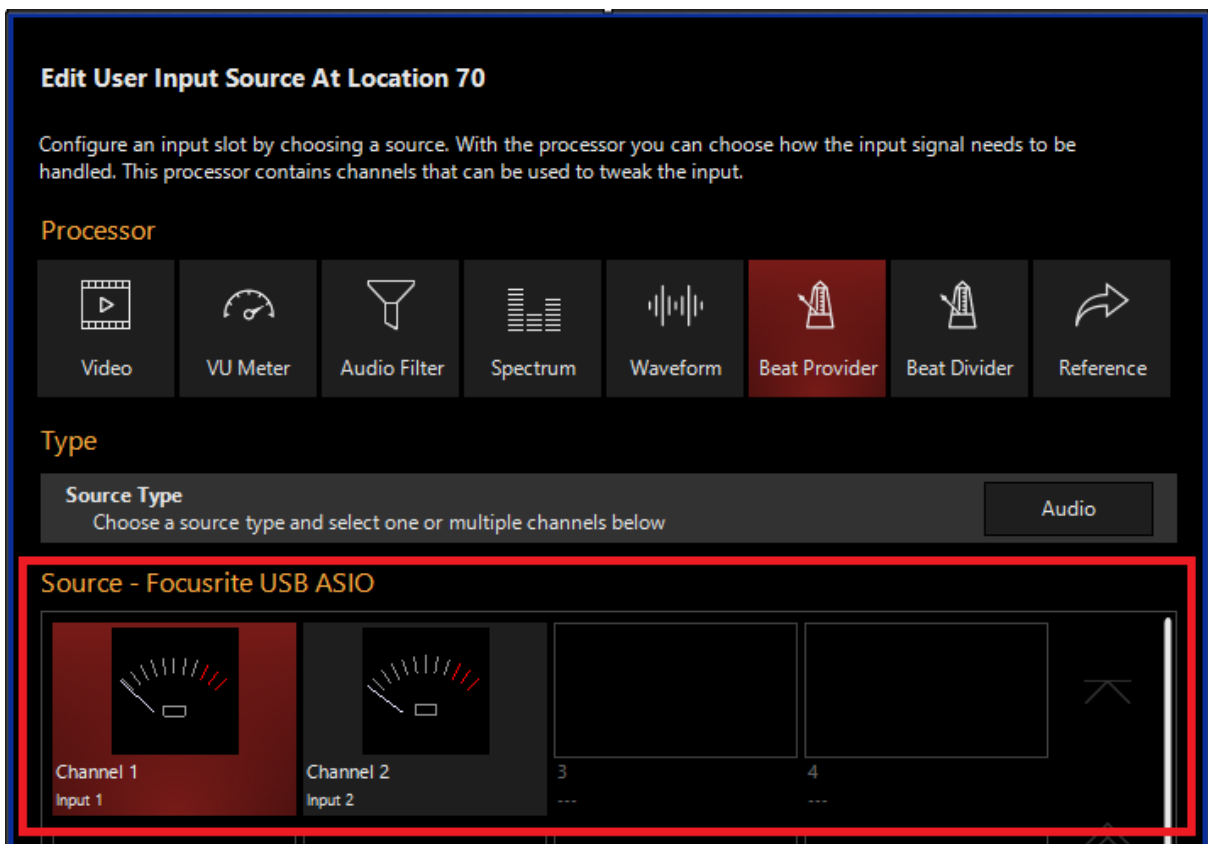 Edit User Input Source At Location 70
Configure an input slot by choosing a source. With the processor you can choose how the input signal needs to be
handled. This processor contains channels that can be used to tweak the input.
Processor
Video
VU Meter
Audio Filter
Spectrum
Waveform
Beat Provider
Beat Divider
Reference
Type
Source Type
Choose a source type and select one or multiple channels below
Audio
Source - Focusrite USB ASIO
Channel 1
Input 1
Channel 2
Input 2
3
---
4
---